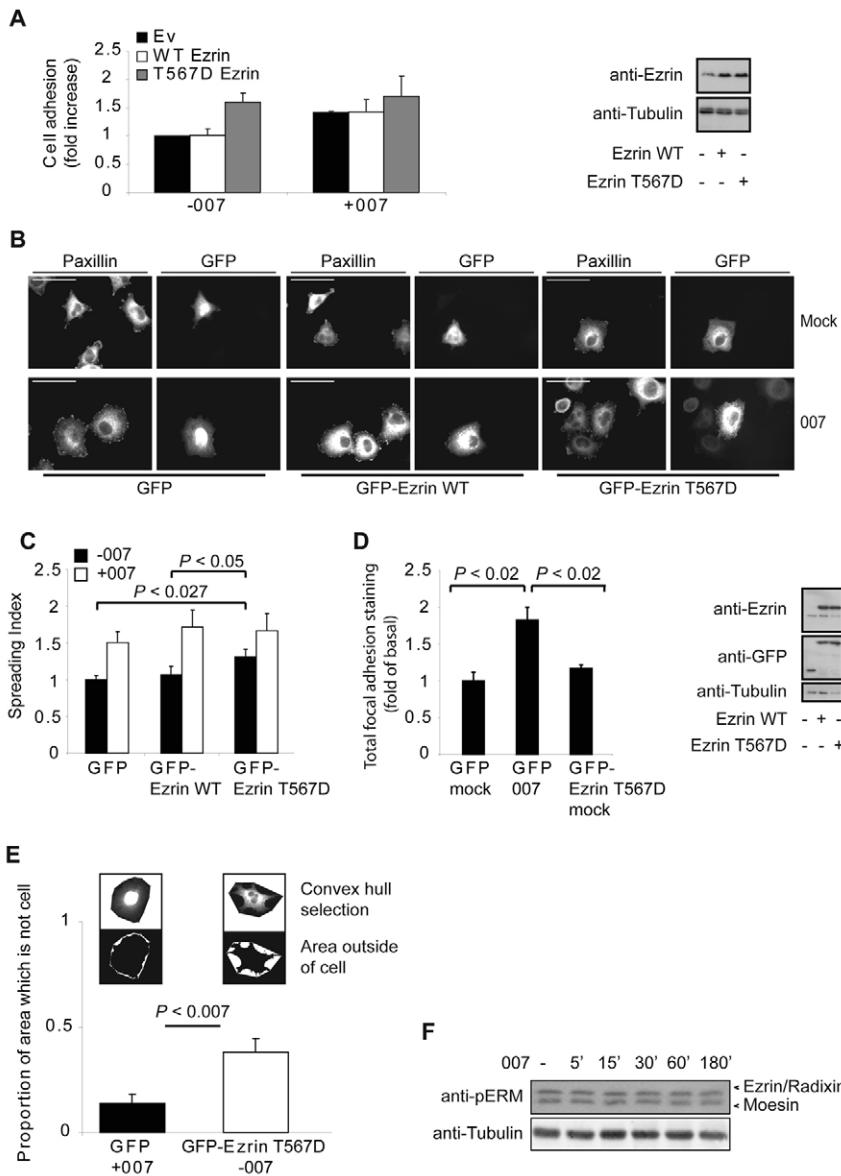 A
Ev
WT Ezrin
T567D Ezrin
Cell adhesion
(fold increase)
2.5
2
1.5
1
0.5
0
-007
+007
anti-Ezrin
anti-Tubulin
Ezrin WT - + -
Ezrin T567D - - +
B
Paxillin GFP Paxillin GFP Paxillin GFP
Mock
007
GFP GFP-Ezrin WT GFP-Ezrin T567D
C
-007
+007
P < 0.05
P < 0.027
Spreading Index
2.5
2
1.5
1
0.5
0
GFP
GFP-
Ezrin WT
GFP-
Ezrin T567D
D
P < 0.02
P < 0.02
Total focal adhesion staining
(fold of basal)
2.5
2
1.5
1
0.5
0
GFP
mock
GFP
007
GFP-
Ezrin T567D
mock
anti-Ezrin
anti-GFP
anti-Tubulin
Ezrin WT - + -
Ezrin T567D - - +
E
Proportion of area which is not cell
1
0.5
0
Convex hull
selection
Area outside
of cell
P < 0.007
GFP
+007
GFP-Ezrin T567D
-007
F
007 - 5' 15' 30' 60' 180'
anti-pERM
Ezrin/Radixin
Moesin
anti-Tubulin